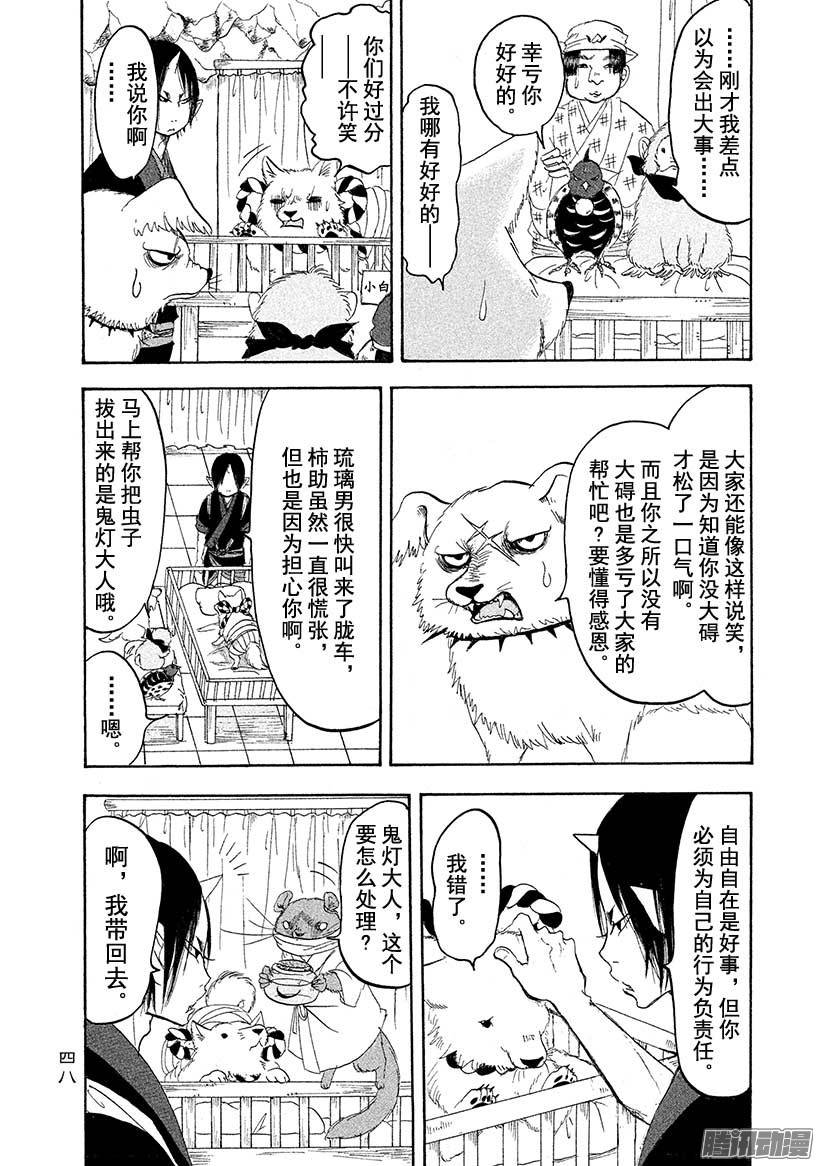 ……刚才我差点
以为会出大事……
幸亏你
好好的。
我哪有好好的——
你们好过分
——不许笑
我说你啊
……
小白
大家还能像这样说笑，
是因为知道你没大碍
才松了一口气啊。
而且你之所以没有
大碍也是多亏了大家的
帮忙吧？要懂得感恩。
琉璃男很快叫来了胧车，
柿助虽然一直很慌张，
但也是因为担心你啊。
马上帮你把虫子
拔出来的是鬼灯大人哦。
……嗯。
自由自在是好事，但你
必须为自己的行为负责任。
……
我错了。
鬼灯大人，这个
要怎么处理？
啊，我带回去。
四八
腾讯动漫